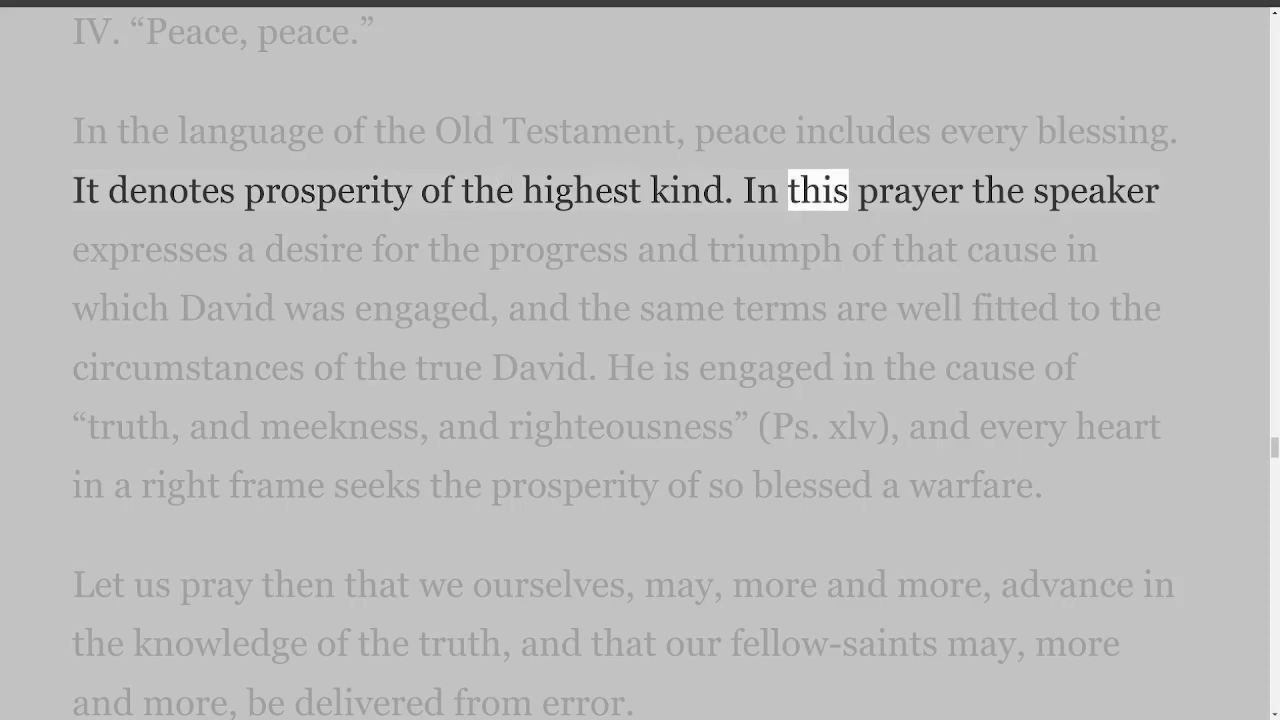 IV. “Peace, peace.”
In the language of the Old Testament, peace includes every blessing.
It denotes prosperity of the highest kind. In this prayer the speaker
expresses a desire for the progress and triumph of that cause in
which David was engaged, and the same terms are well fitted to the
circumstances of the true David. He is engaged in the cause of
“truth, and meekness, and righteousness” (Ps. xlv), and every heart
in a right frame seeks the prosperity of so blessed a warfare.
Let us pray then that we ourselves, may, more and more, advance in
the knowledge of the truth, and that our fellow-saints may, more
and more, be delivered from error.